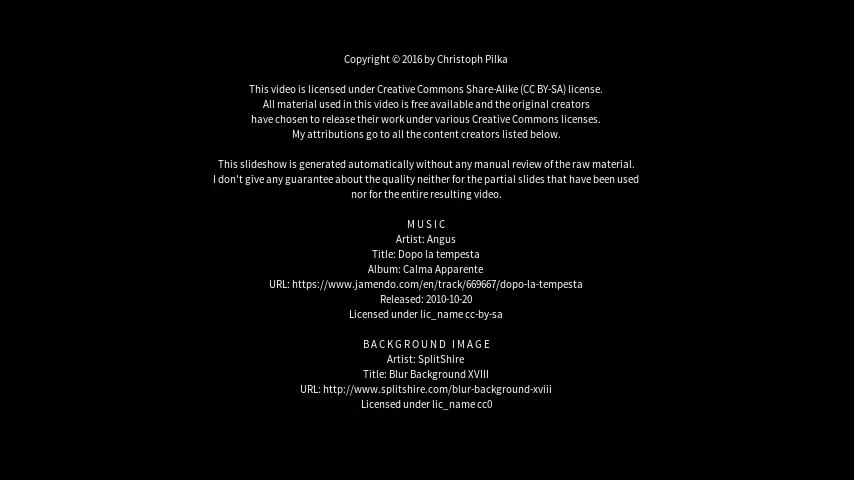 Copyright © 2016 by Christoph Pilka
This video is licensed under Creative Commons Share-Alike (CC BY-SA) license.
All material used in this video is free available and the original creators
have chosen to release their work under various Creative Commons licenses.
My attributions go to all the content creators listed below.
This slideshow is generated automatically without any manual review of the raw material.
I don't give any guarantee about the quality neither for the partial slides that have been used
nor for the entire resulting video.
MUSIC
Artist: Angus
Title: Dopo la tempesta
Album: Calma Apparente
URL: https://www.jamendo.com/en/track/669667/dopo-la-tempesta
Released: 2010-10-20
Licensed under lic_name cc-by-sa
BACKGROUND IMAGE
Artist: SplitShire
Title: Blur Background XVIII
URL: http://www.splitshire.com/blur-background-xviii
Licensed under lic_name cc0